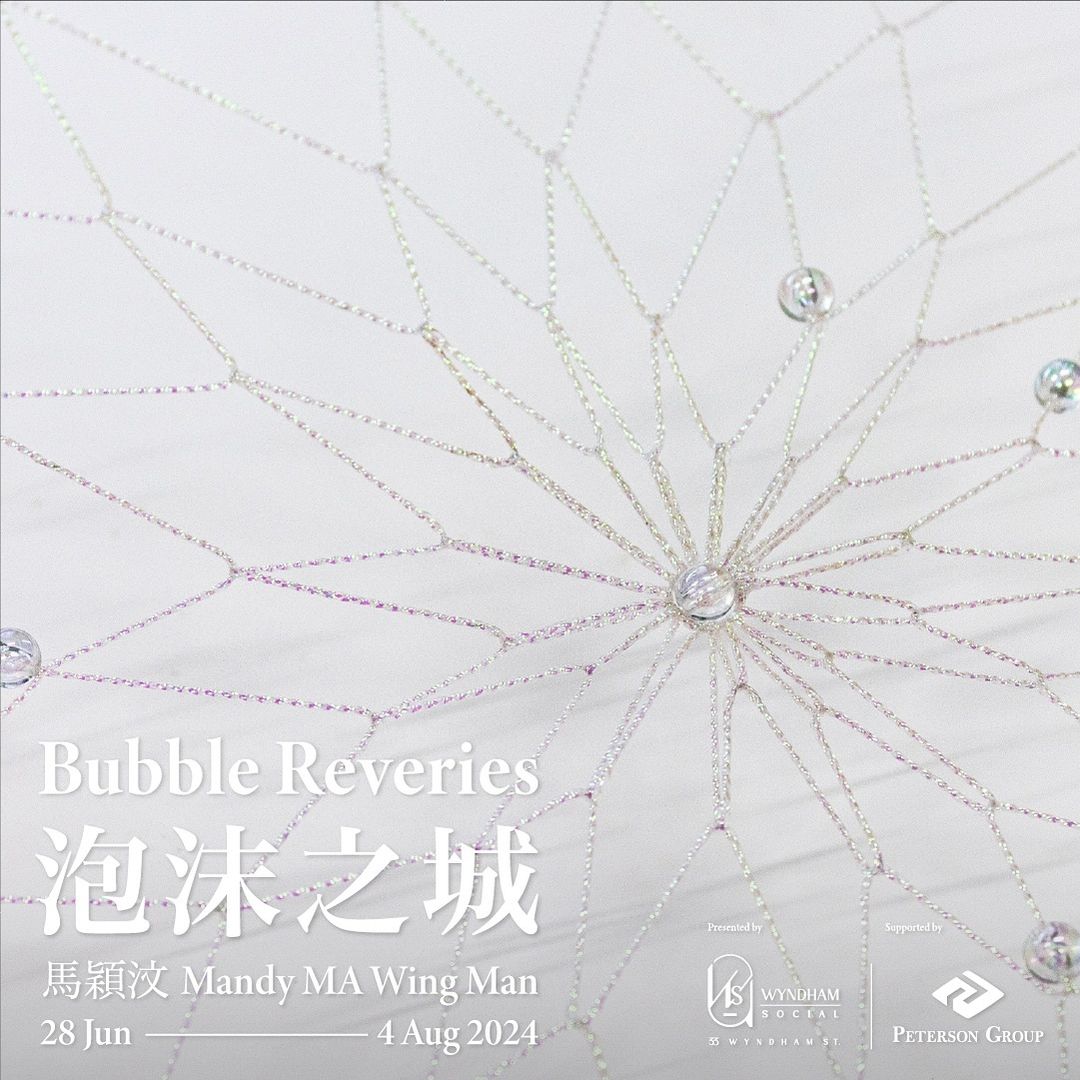 Bubble Reveries
泡沫之城
馬穎汶 Mandy MA Wing Man
28 Jun — 4 Aug 2024
Presented by
WYNDHAM
SOCIAL
33 WYNDHAM ST.
Supported by
PETERSON GROUP